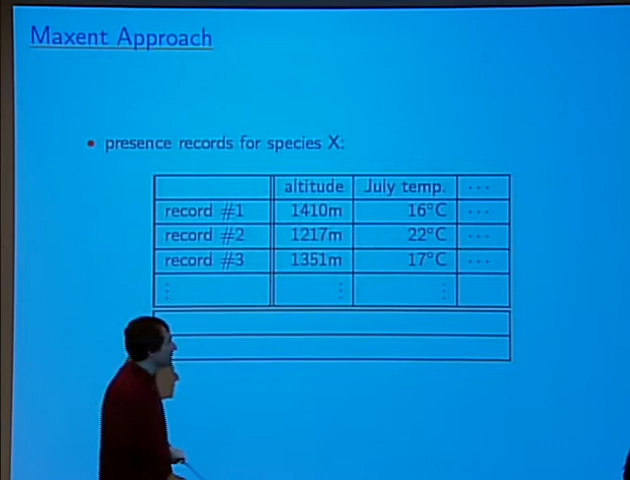 Maxent Approach
• presence records for species X:
altitude July temp. ···
record #1 1410m 16°C ···
record #2 1217m 22°C ···
record #3 1351m 17°C ···
⋮ ⋮ ⋮